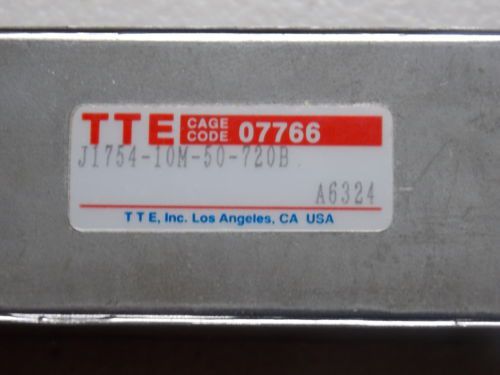 TTE CAGE CODE 07766
J1754-10M-50-720B
A6324
TTE, Inc. Los Angeles, CA USA